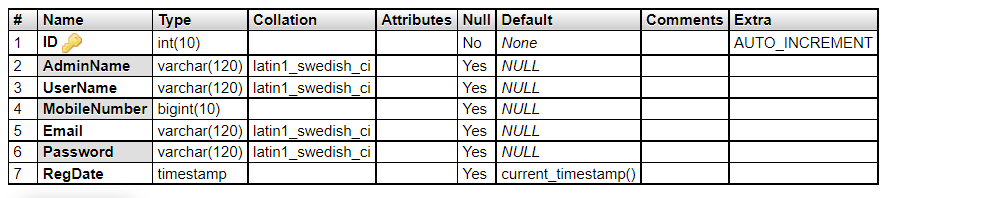 # Name Type Collation Attributes Null Default Comments Extra
1 ID int(10) No None AUTO_INCREMENT
2 AdminName varchar(120) latin1_swedish_ci Yes NULL
3 UserName varchar(120) latin1_swedish_ci Yes NULL
4 MobileNumber bigint(10) Yes NULL
5 Email varchar(120) latin1_swedish_ci Yes NULL
6 Password varchar(120) latin1_swedish_ci Yes NULL
7 RegDate timestamp Yes current_timestamp()